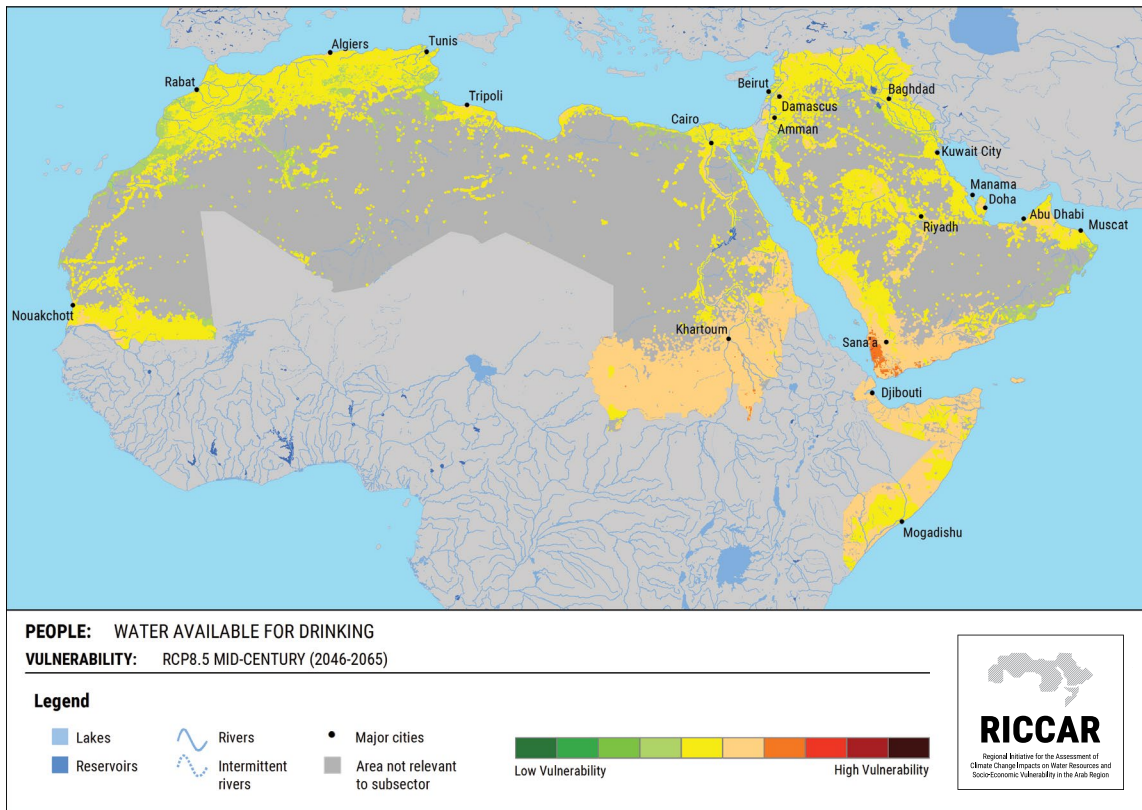 Algiers
Tunis
Rabat
Tripoli
Beirut
Baghdad
Damascus
Cairo
Amman
Kuwait City
Manama
Doha
Abu Dhabi
Muscat
Riyadh
Nouakchott
Khartoum
Sana'a
Djibouti
Mogadishu
PEOPLE: WATER AVAILABLE FOR DRINKING
VULNERABILITY: RCP8.5 MID-CENTURY (2046-2065)
Legend
Lakes
Rivers
Major cities
Reservoirs
Intermittent
rivers
Area not relevant
to subsector
Low Vulnerability
High Vulnerability
RICCAR
Regional Initiative for the Assessment of
Climate Change Impacts on Water Resources and
Socio-Economic Vulnerability in the Arab Region